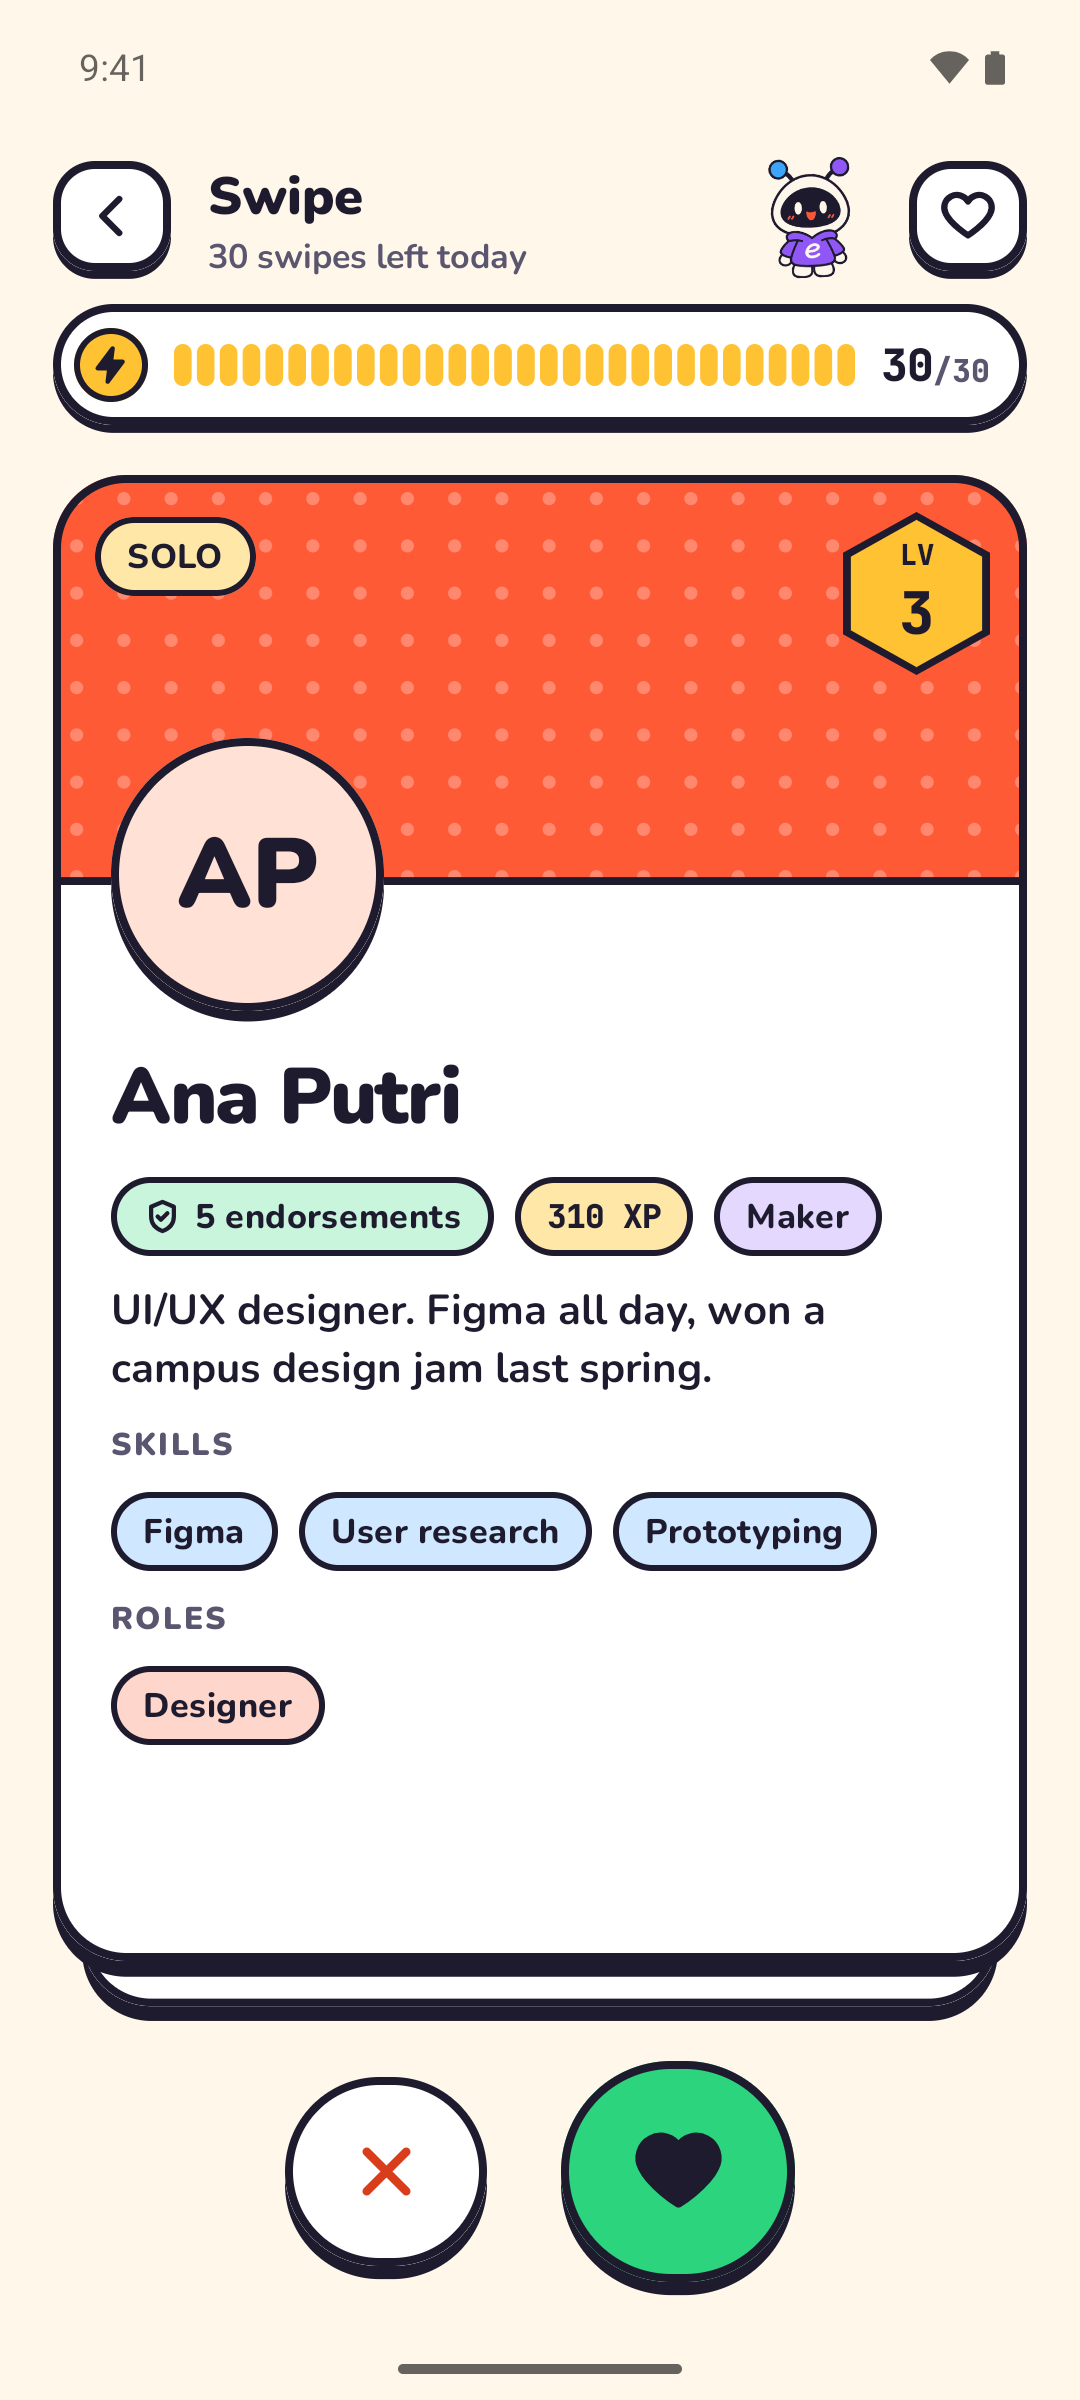 9:41
Swipe
30 swipes left today
e
30/30
SOLO
LV
3
AP
Ana Putri
5 endorsements
310 XP
Maker
UI/UX designer. Figma all day, won a
campus design jam last spring.
SKILLS
Figma
User research
Prototyping
ROLES
Designer